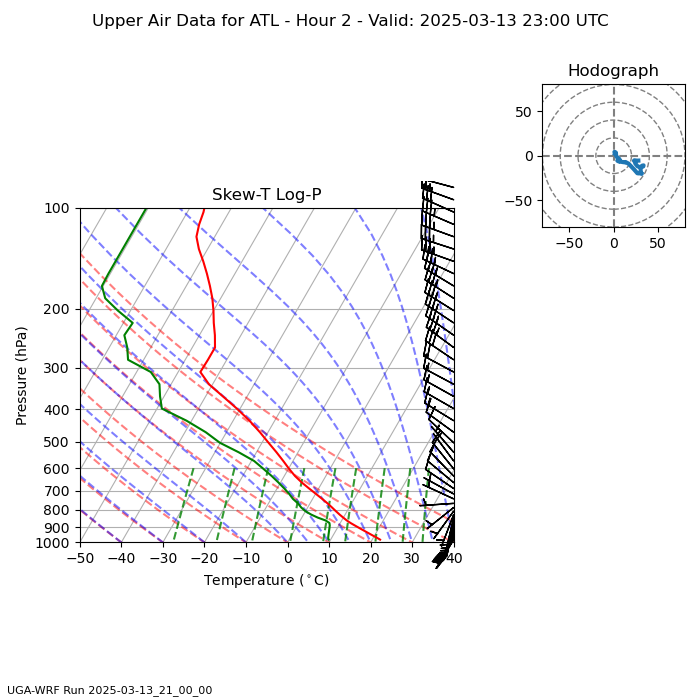 Upper Air Data for ATL - Hour 2 - Valid: 2025-03-13 23:00 UTC
Hodograph
50
0
−50
−50 0 50
Skew-T Log-P
100
200
300
400
500
600
700
800
900
1000
Pressure (hPa)
−50 −40 −30 −20 −10 0 10 20 30 40
Temperature (°C)
UGA-WRF Run 2025-03-13_21_00_00